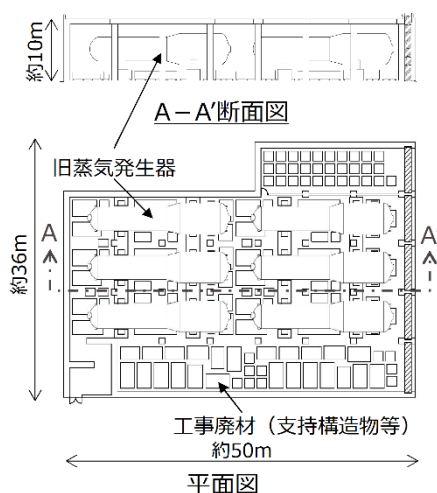 約10m
A－A’断面図
旧蒸気発生器
約36m
A
A
工事廃材（支持構造物等）
約50m
平面図